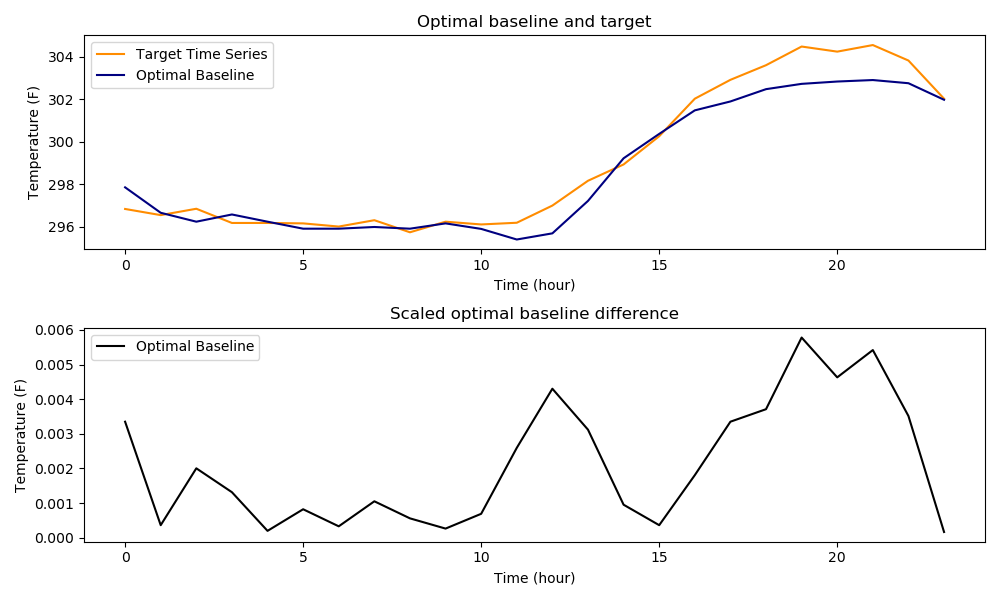 Optimal baseline and target
Temperature (F)
304
302
300
298
296
Target Time Series
Optimal Baseline
0 5 10 15 20
Time (hour)
Scaled optimal baseline difference
Temperature (F)
0.006
0.005
0.004
0.003
0.002
0.001
0.000
Optimal Baseline
0 5 10 15 20
Time (hour)